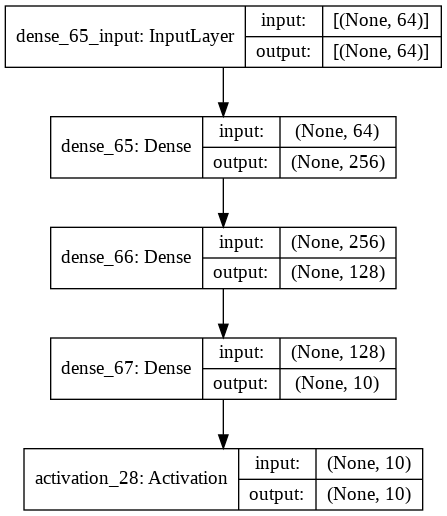 dense_65_input: InputLayer
input:
[(None, 64)]
output:
[(None, 64)]
dense_65: Dense
input:
(None, 64)
output:
(None, 256)
dense_66: Dense
input:
(None, 256)
output:
(None, 128)
dense_67: Dense
input:
(None, 128)
output:
(None, 10)
activation_28: Activation
input:
(None, 10)
output:
(None, 10)